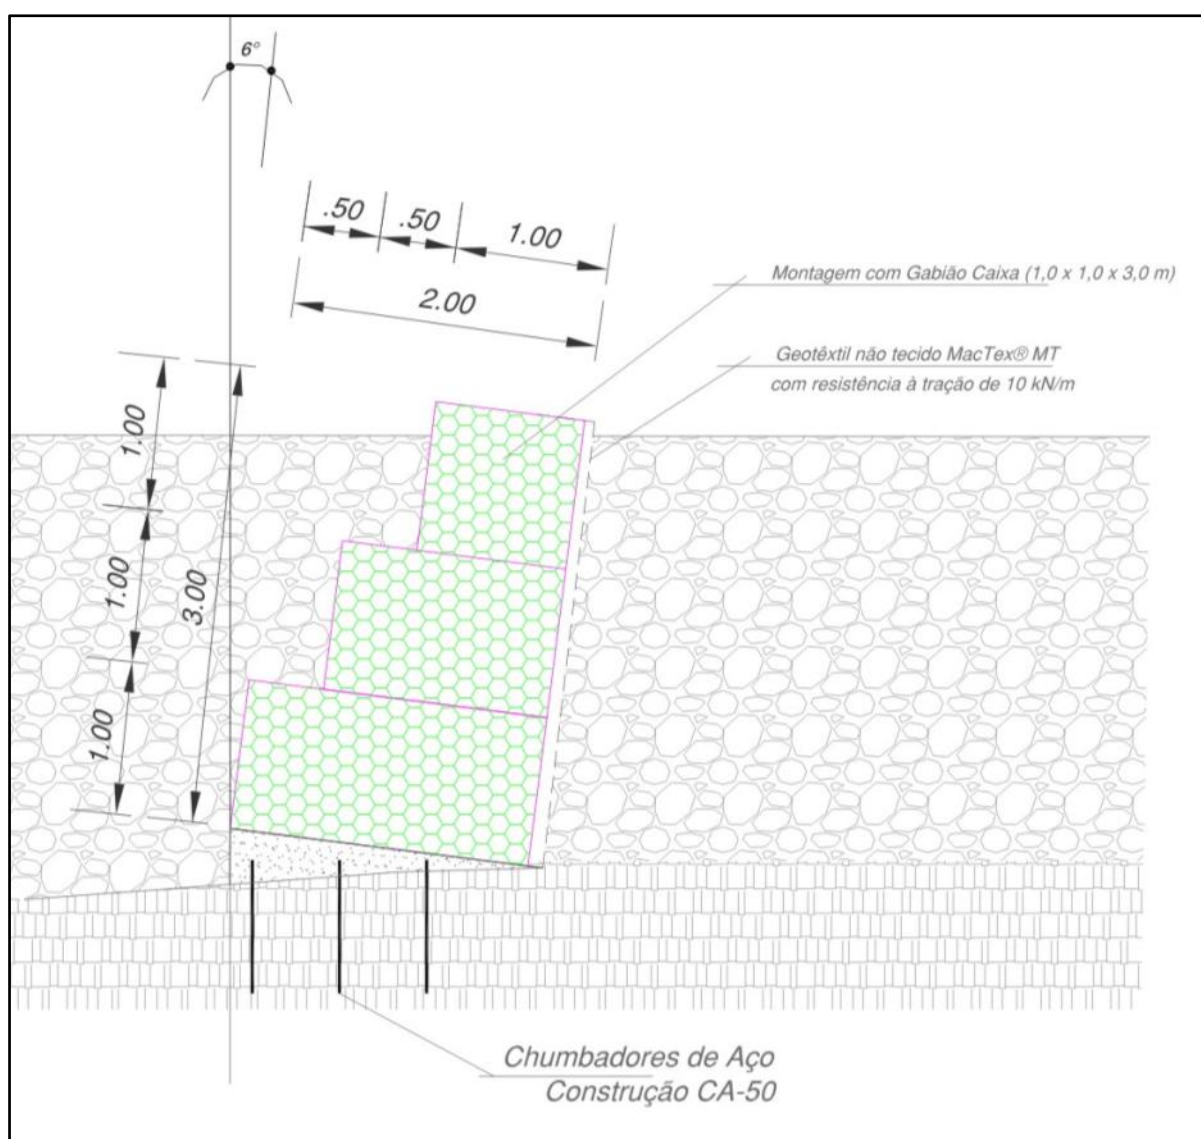 6°
.50
.50
1.00
2.00
Montagem com Gabião Caixa (1,0 x 1,0 x 3,0 m)
Geotêxtil não tecido MacTex® MT
com resistência à tração de 10 kN/m
1.00
1.00
3.00
1.00
Chumbadores de Aço
Construção CA-50